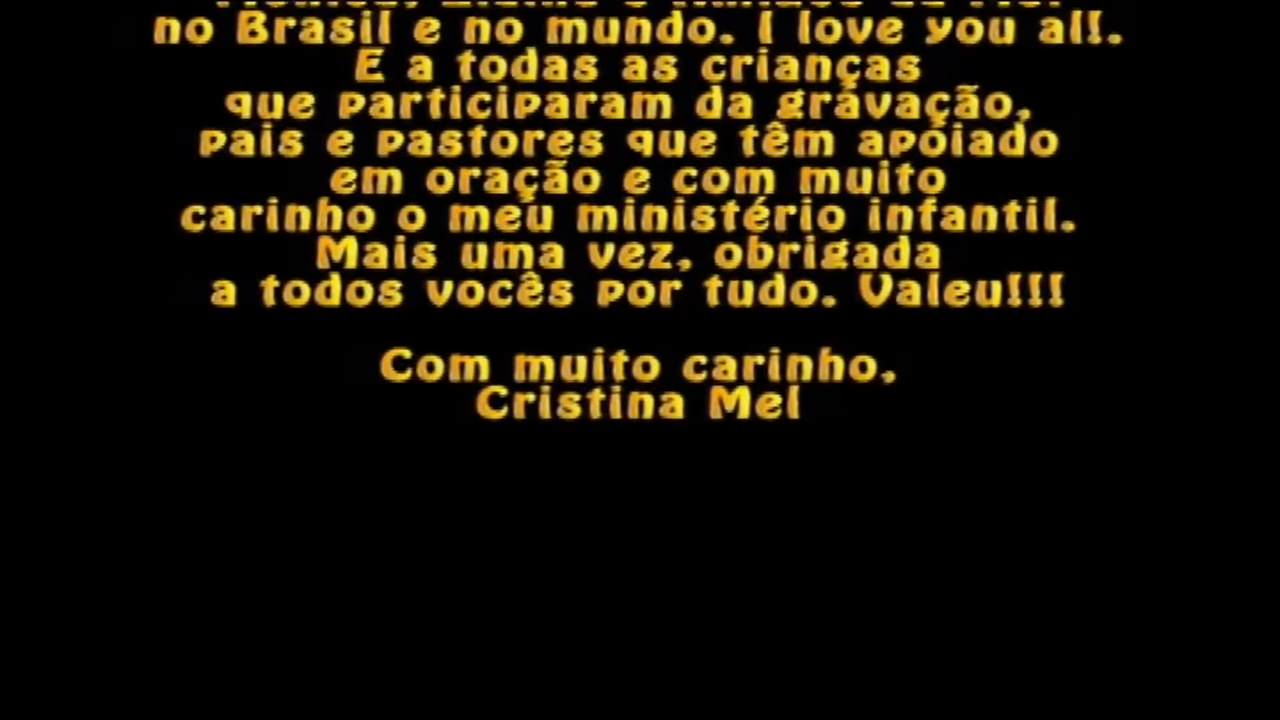 no Brasil e no mundo. I love you all.
E a todas as crianças
que participaram da gravação,
pais e pastores que têm apoiado
em oração e com muito
carinho o meu ministério infantil.
Mais uma vez, obrigada
a todos vocês por tudo. Valeu!!!
Com muito carinho,
Cristina Mel